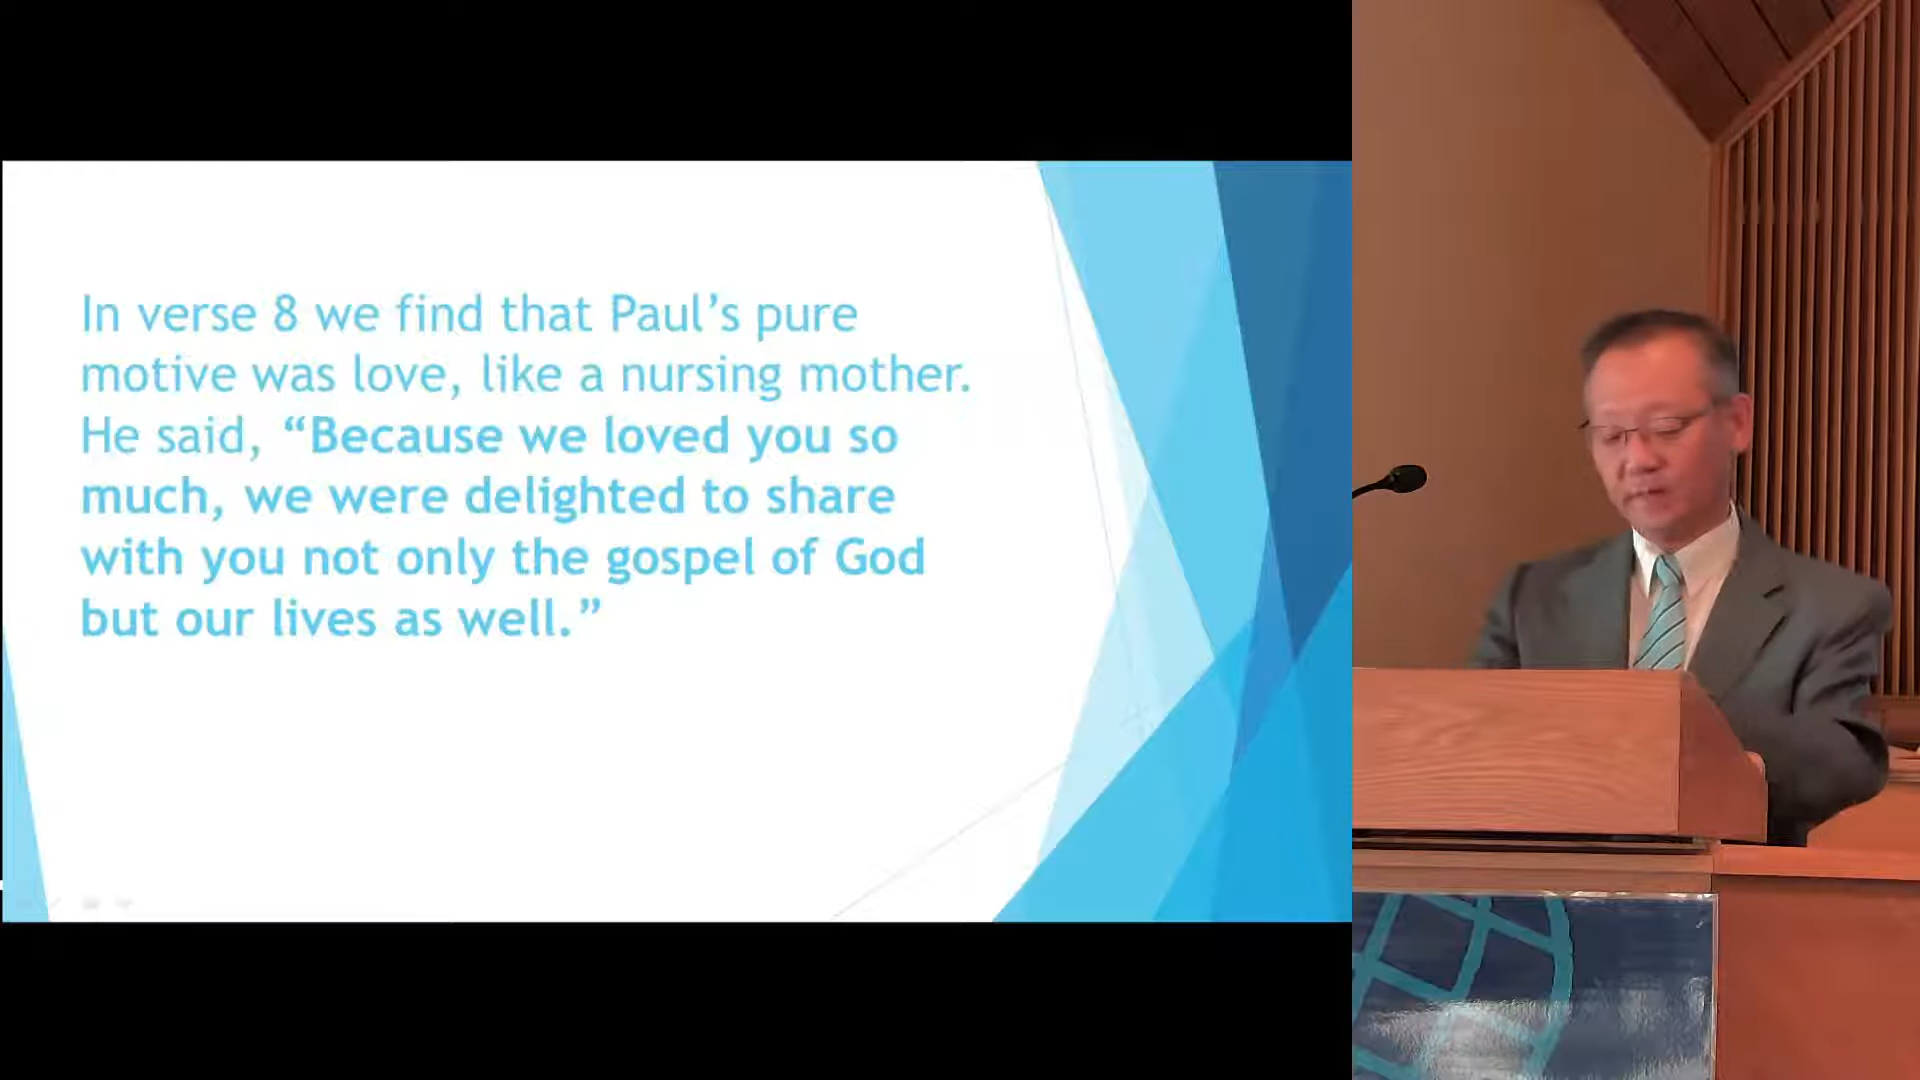 In verse 8 we find that Paul’s pure
motive was love, like a nursing mother.
He said, “Because we loved you so
much, we were delighted to share
with you not only the gospel of God
but our lives as well.”